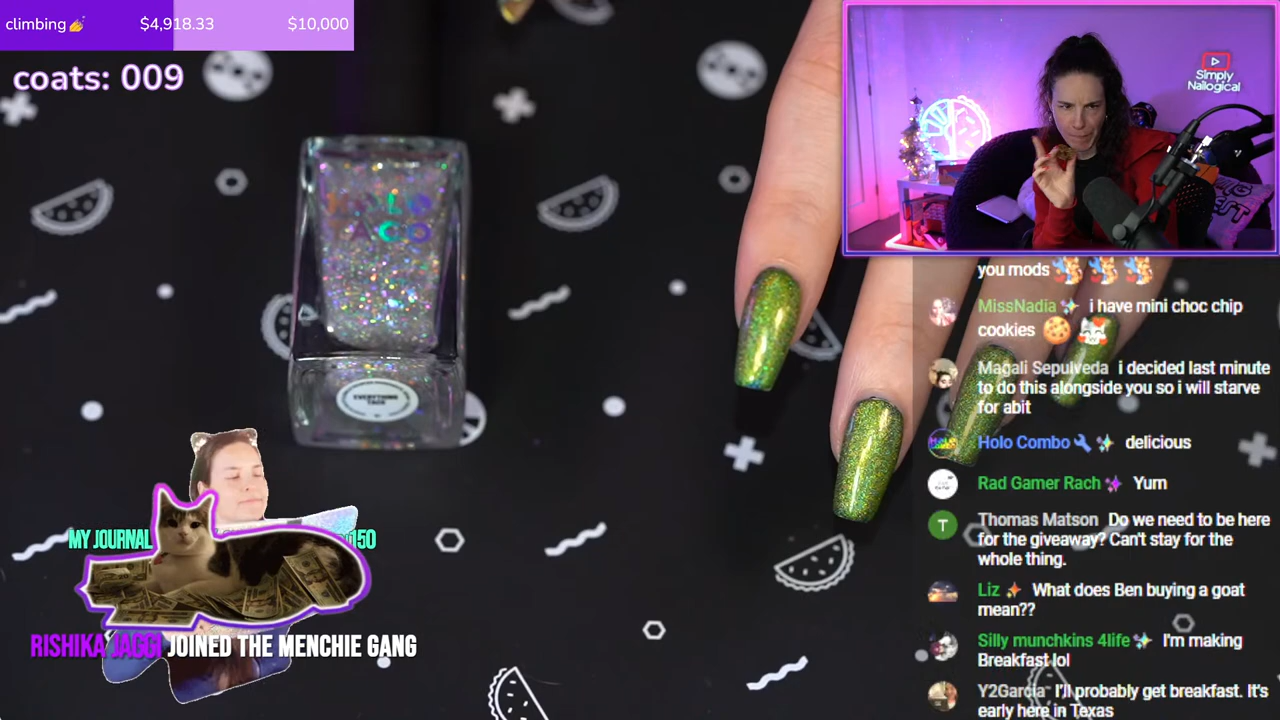 climbing💅 $4,918.33 $10,000
coats: 009
HOLO
TACO
EVERYTHING
TACO
MY JOURNAL
150
RISHIKA JAGGI JOINED THE MENCHIE GANG
Simply
Nailogical
you mods
MissNadia i have mini choc chip
cookies 🍪
Magali Sepulveda i decided last minute
to do this alongside you so i will starve
for abit
Holo Combo delicious
Rad Gamer Rach Yum
T Thomas Matson Do we need to be here
for the giveaway? Can't stay for the
whole thing.
Liz What does Ben buying a goat
mean??
Silly munchkins 4life I'm making
Breakfast lol
Y2Garcia I'll probably get breakfast. It's
early here in Texas